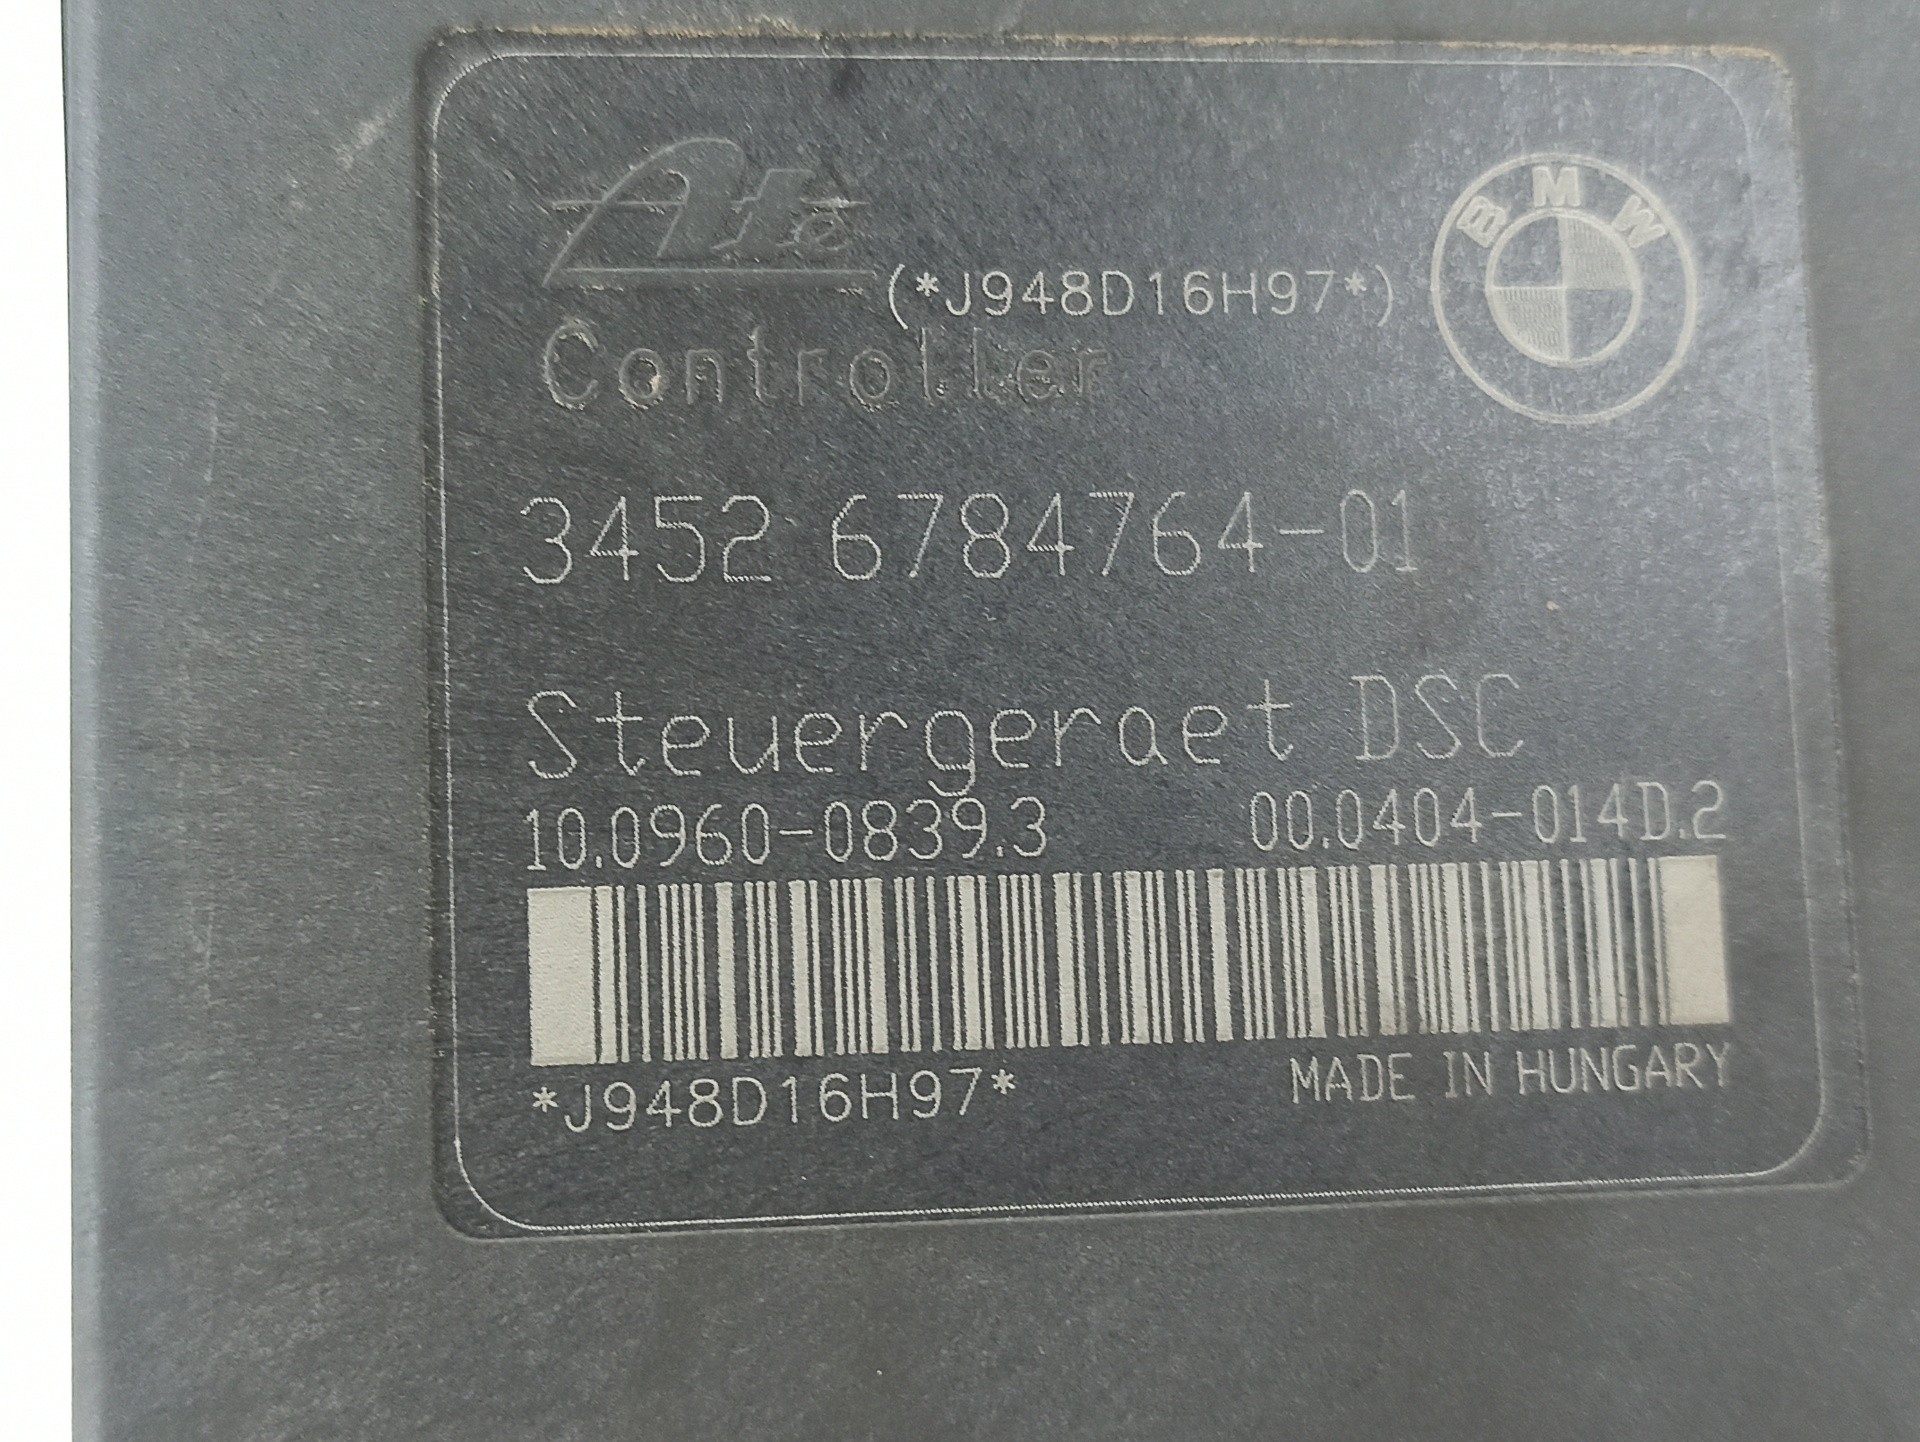 Ate
BMW
(*J948D16H97*)
Controller
3452 6784764-01
Steuergeraet DSC
10.0960-0839.3 00.0404-014D.2
*J948D16H97* MADE IN HUNGARY